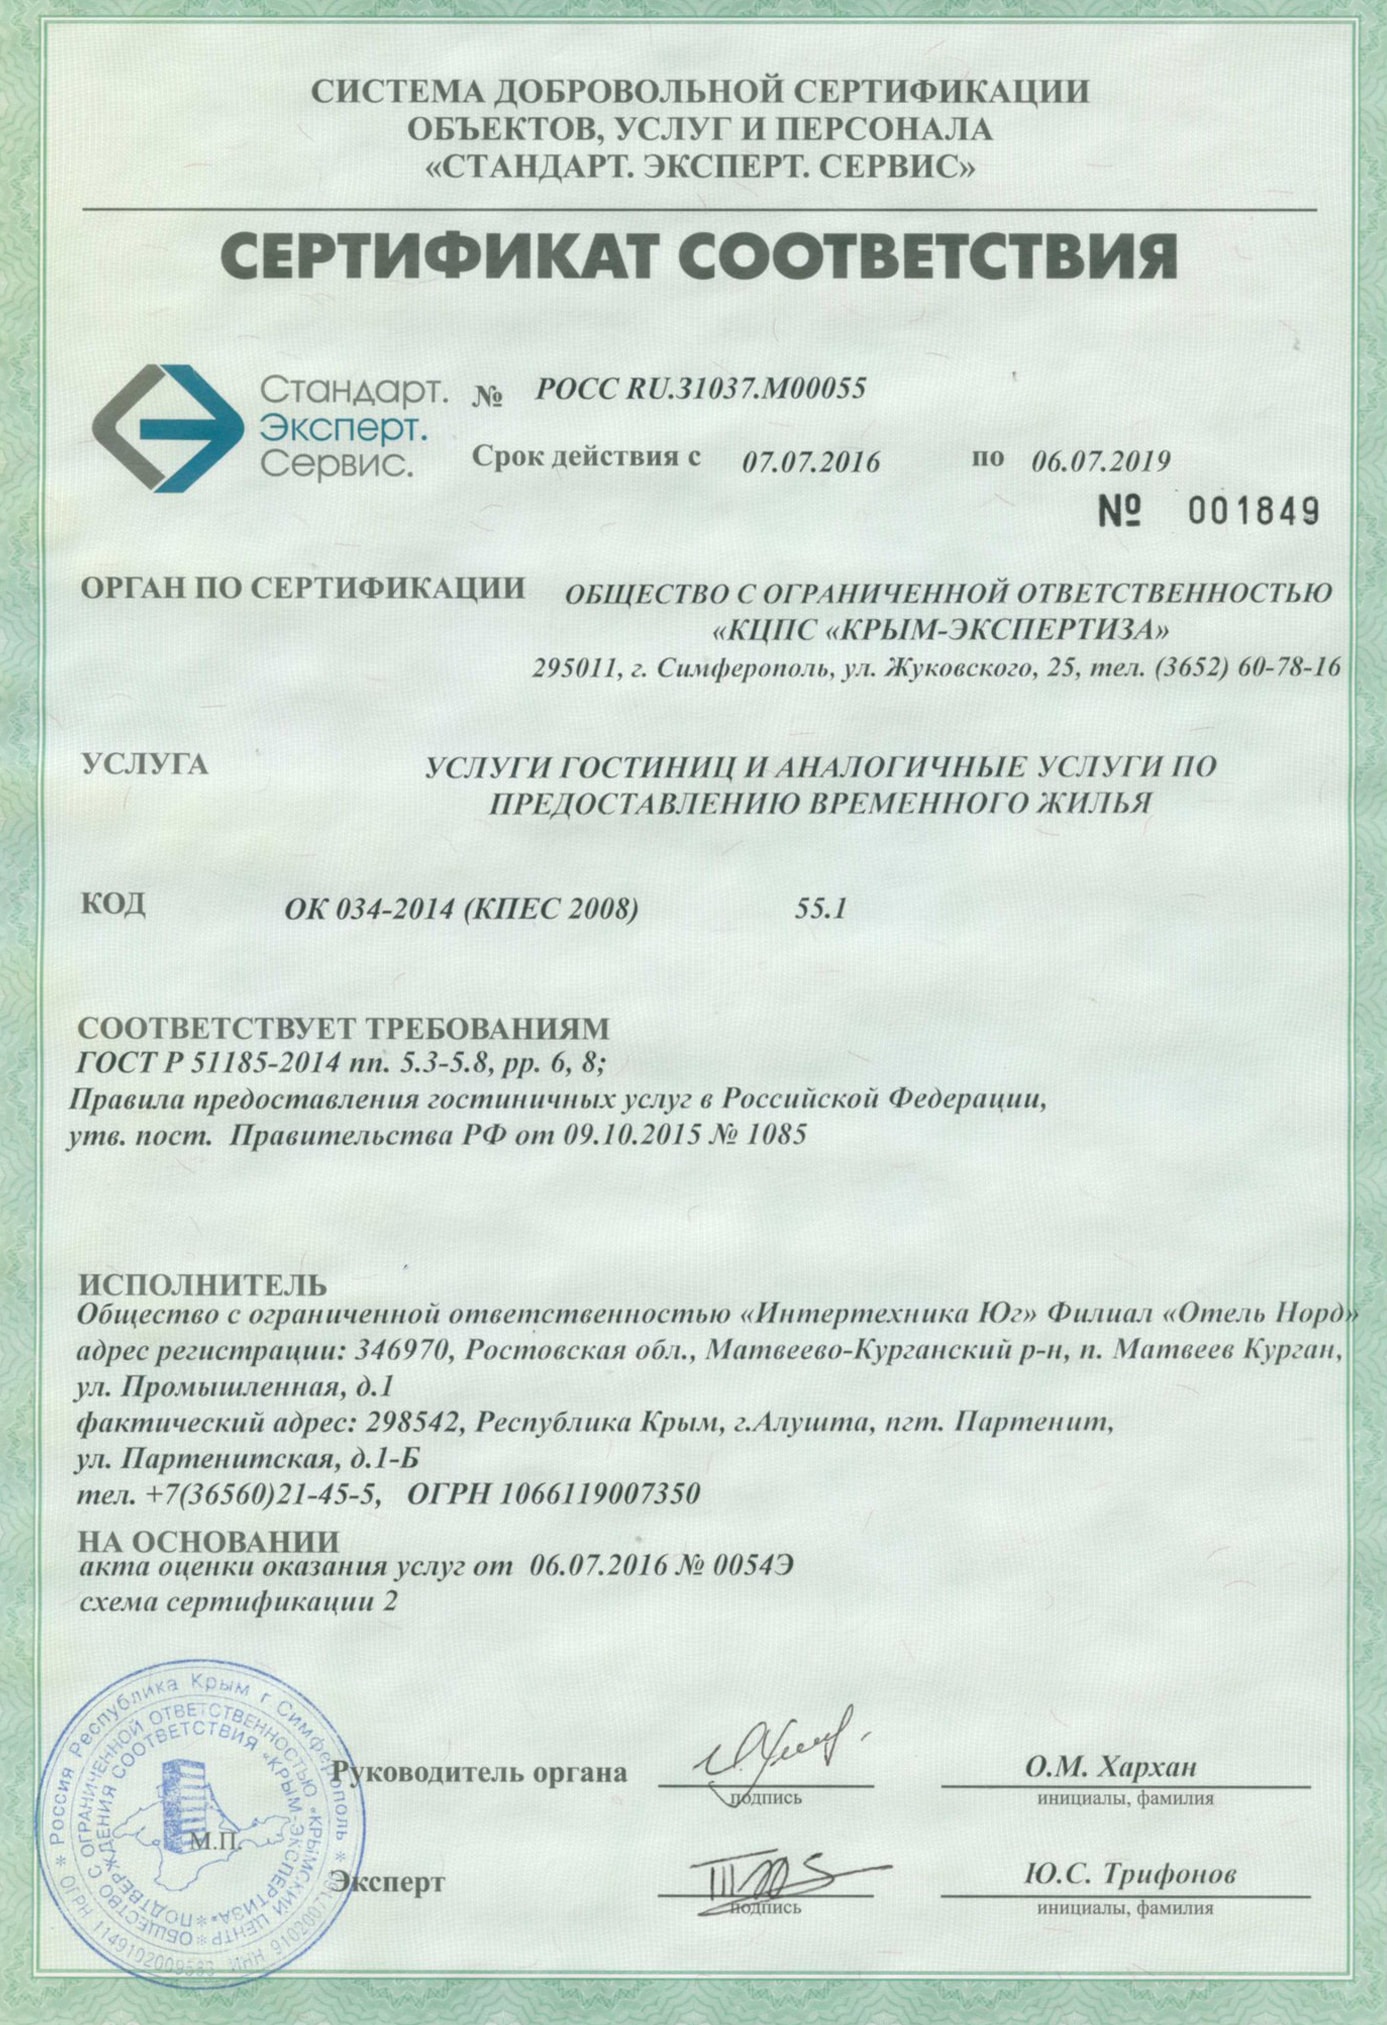 СИСТЕМА ДОБРОВОЛЬНОЙ СЕРТИФИКАЦИИ
ОБЪЕКТОВ, УСЛУГ И ПЕРСОНАЛА
«СТАНДАРТ. ЭКСПЕРТ. СЕРВИС»
СЕРТИФИКАТ СООТВЕТСТВИЯ
Стандарт.
Эксперт.
Сервис.
№ РОСС RU.31037.М00055
Срок действия с 07.07.2016 по 06.07.2019
№ 001849
ОРГАН ПО СЕРТИФИКАЦИИ ОБЩЕСТВО С ОГРАНИЧЕННОЙ ОТВЕТСТВЕННОСТЬЮ
«КЦПС «КРЫМ-ЭКСПЕРТИЗА»
295011, г. Симферополь, ул. Жуковского, 25, тел. (3652) 60-78-16
УСЛУГА УСЛУГИ ГОСТИНИЦ И АНАЛОГИЧНЫЕ УСЛУГИ ПО
ПРЕДОСТАВЛЕНИЮ ВРЕМЕННОГО ЖИЛЬЯ
КОД ОК 034-2014 (КПЕС 2008) 55.1
СООТВЕТСТВУЕТ ТРЕБОВАНИЯМ
ГОСТ Р 51185-2014 пп. 5.3-5.8, рр. 6, 8;
Правила предоставления гостиничных услуг в Российской Федерации,
утв. пост. Правительства РФ от 09.10.2015 № 1085
ИСПОЛНИТЕЛЬ
Общество с ограниченной ответственностью «Интертехника Юг» Филиал «Отель Норд»
адрес регистрации: 346970, Ростовская обл., Матвеево-Курганский р-н, п. Матвеев Курган,
ул. Промышленная, д.1
фактический адрес: 298542, Республика Крым, г.Алушта, пгт. Партенит,
ул. Партенитская, д.1-Б
тел. +7(36560)21-45-5, ОГРН 1066119007350
НА ОСНОВАНИИ
акта оценки оказания услуг от 06.07.2016 № 0054Э
схема сертификации 2
Россия Республика Крым г.Симферополь
ОБЩЕСТВО С ОГРАНИЧЕННОЙ ОТВЕТСТВЕННОСТЬЮ "КРЫМСКИЙ ЦЕНТР
ПОДТВЕРЖДЕНИЯ СООТВЕТСТВИЯ "КРЫМ-ЭКСПЕРТИЗА"
ОГРН
ИНН
М.П.
Руководитель органа
подпись
О.М. Хархан
инициалы, фамилия
Эксперт
подпись
Ю.С. Трифонов
инициалы, фамилия